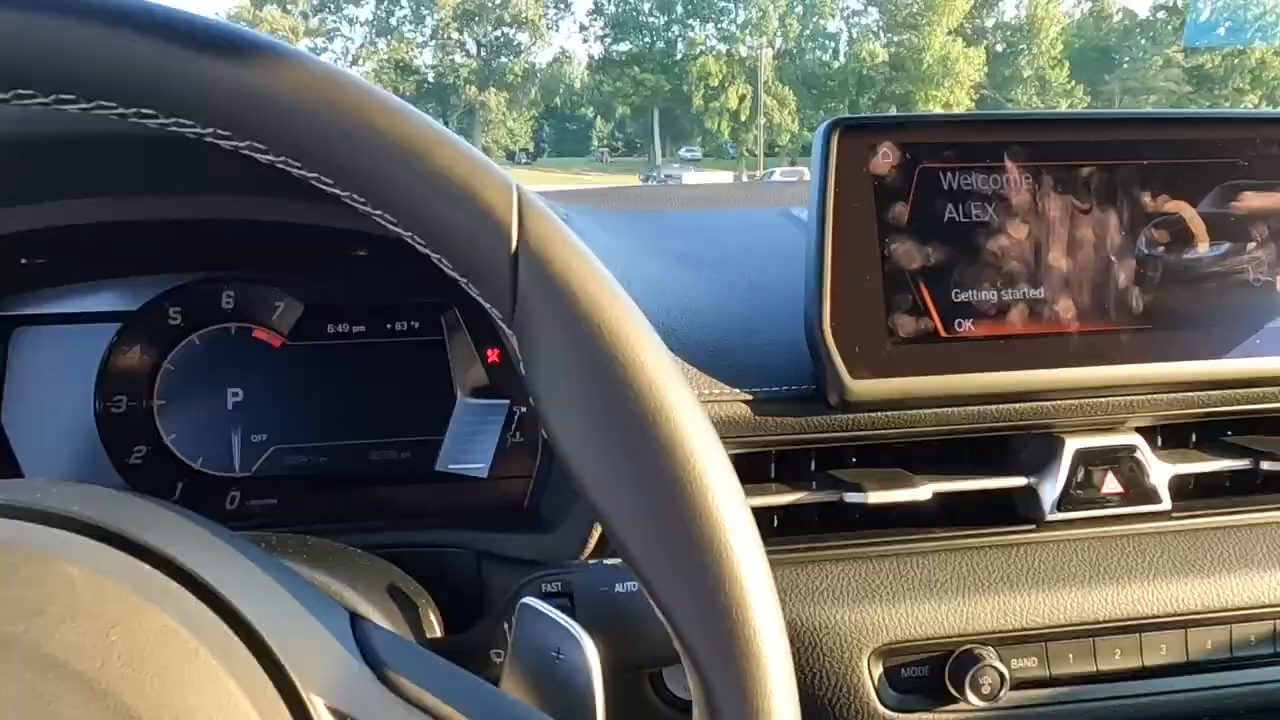 Welcome
ALEX
Getting started
OK
6:49 pm
+ 83 °F
7
6
5
4
3
2
1
0
P
OFF
FAST
AUTO
+
MODE
VOL
BAND
1
2
3
4
5